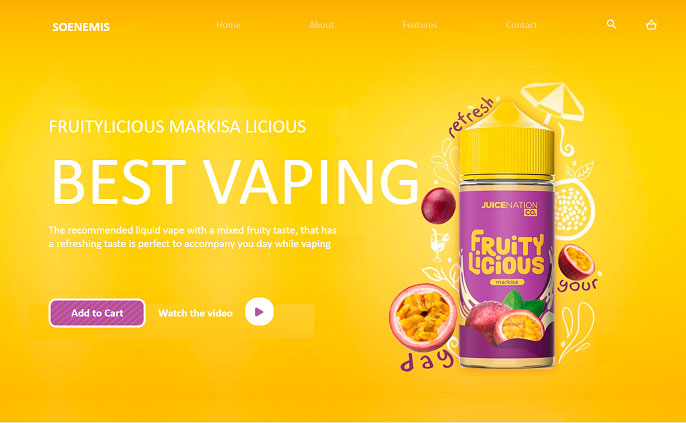 SOENEMIS
Home About Features Contact
FRUITYLICIOUS MARKISA LICIOUS
BEST VAPING
The recommended liquid vape with a mixed fruity taste, that has
a refreshing taste is perfect to accompany you day while vaping
Add to Cart Watch the video
refresh
JUICENATION
CO.
FRUITY
LICIOUS
markisa
your
day